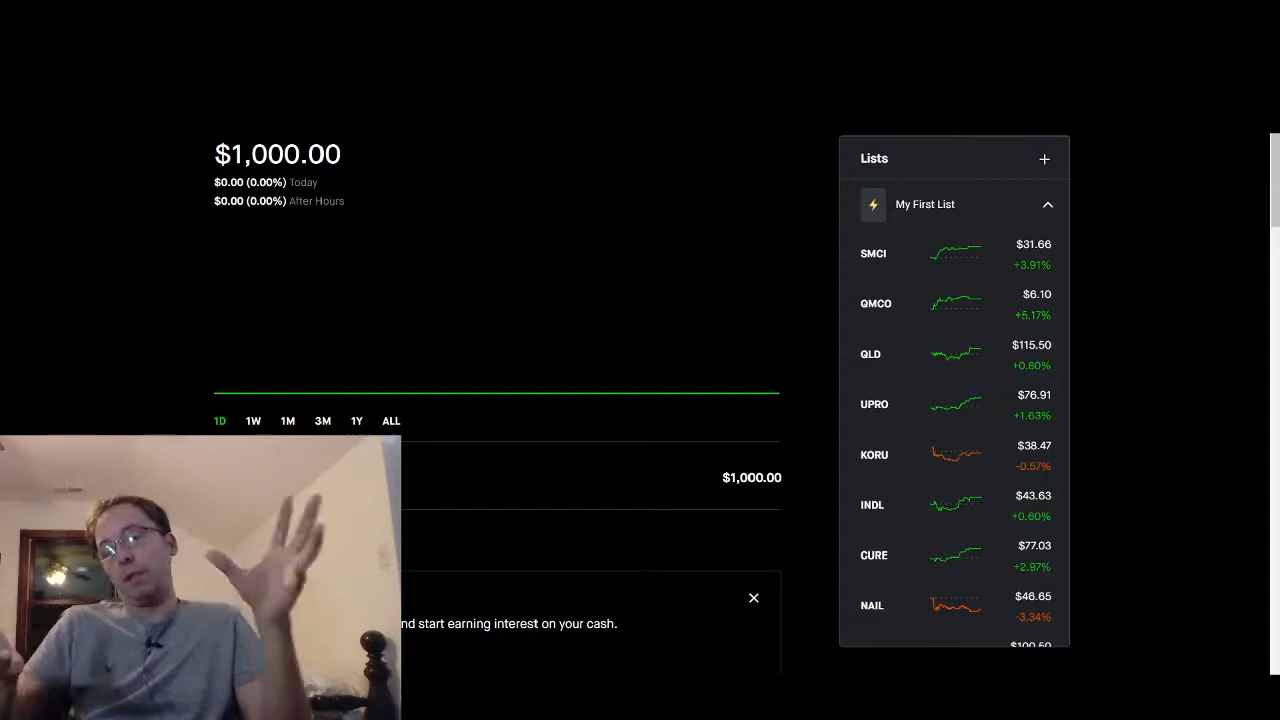 $1,000.00
$0.00 (0.00%) Today
$0.00 (0.00%) After Hours
1D 1W 1M 3M 1Y ALL
$1,000.00
nd start earning interest on your cash.
Lists
My First List
SMCI $31.66
+3.91%
QMCO $6.10
+5.17%
QLD $115.50
+0.80%
UPRO $76.91
+1.63%
KORU $38.47
-0.57%
INDL $43.63
+0.60%
CURE $77.03
+2.97%
NAIL $46.65
-3.34%
$100.50